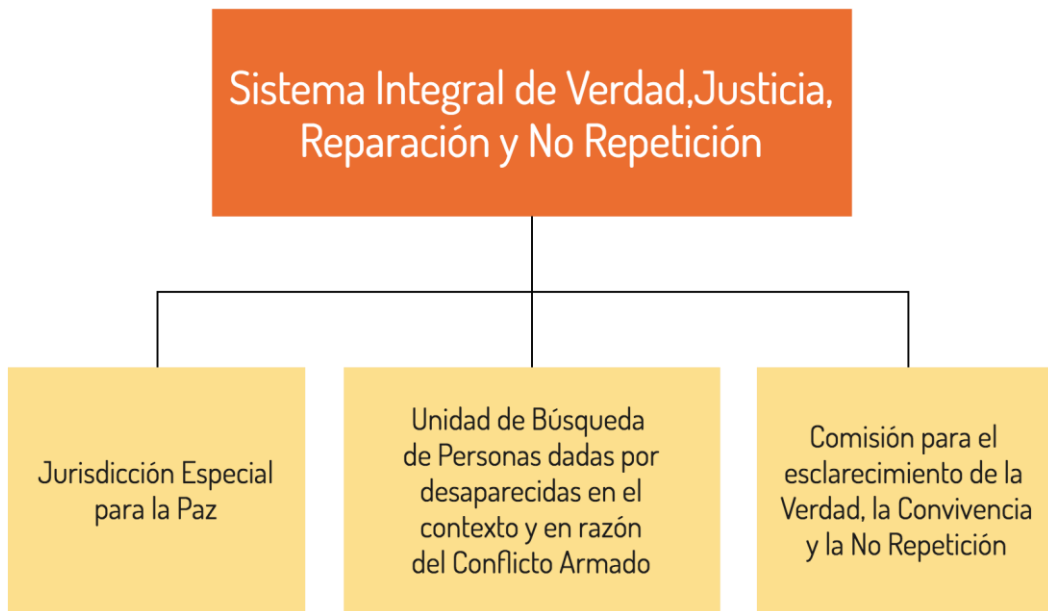 Sistema Integral de Verdad,Justicia,
Reparación y No Repetición
Jurisdicción Especial
para la Paz
Unidad de Búsqueda
de Personas dadas por
desaparecidas en el
contexto y en razón
del Conflicto Armado
Comisión para el
esclarecimiento de la
Verdad, la Convivencia
y la No Repetición